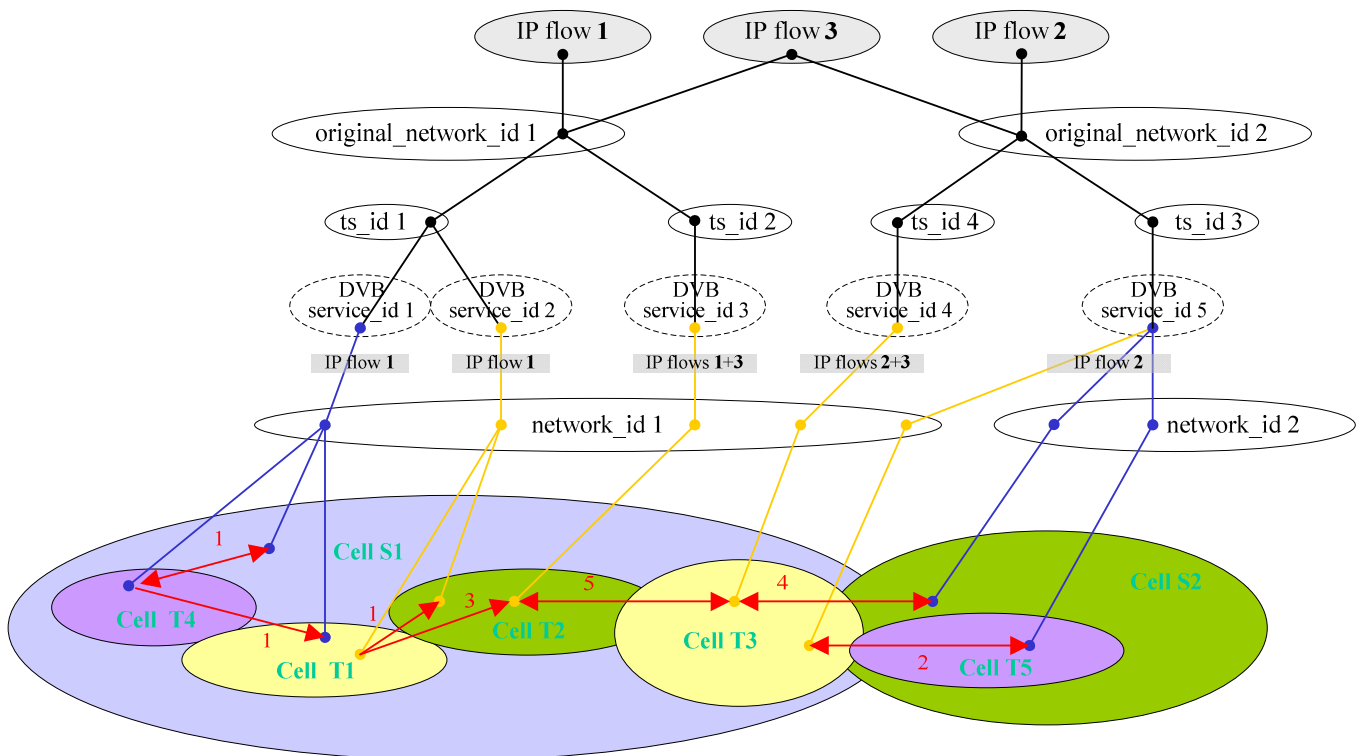 IP flow 1
IP flow 3
IP flow 2
original_network_id 1
original_network_id 2
ts_id 1
ts_id 2
ts_id 4
ts_id 3
DVB
service_id 1
DVB
service_id 2
DVB
service_id 3
DVB
service_id 4
DVB
service_id 5
IP flow 1
IP flow 1
IP flows 1+3
IP flows 2+3
IP flow 2
network_id 1
network_id 2
1
Cell S1
5
4
Cell S2
Cell T4
1
1
3
Cell T2
Cell T3
Cell T1
2
Cell T5